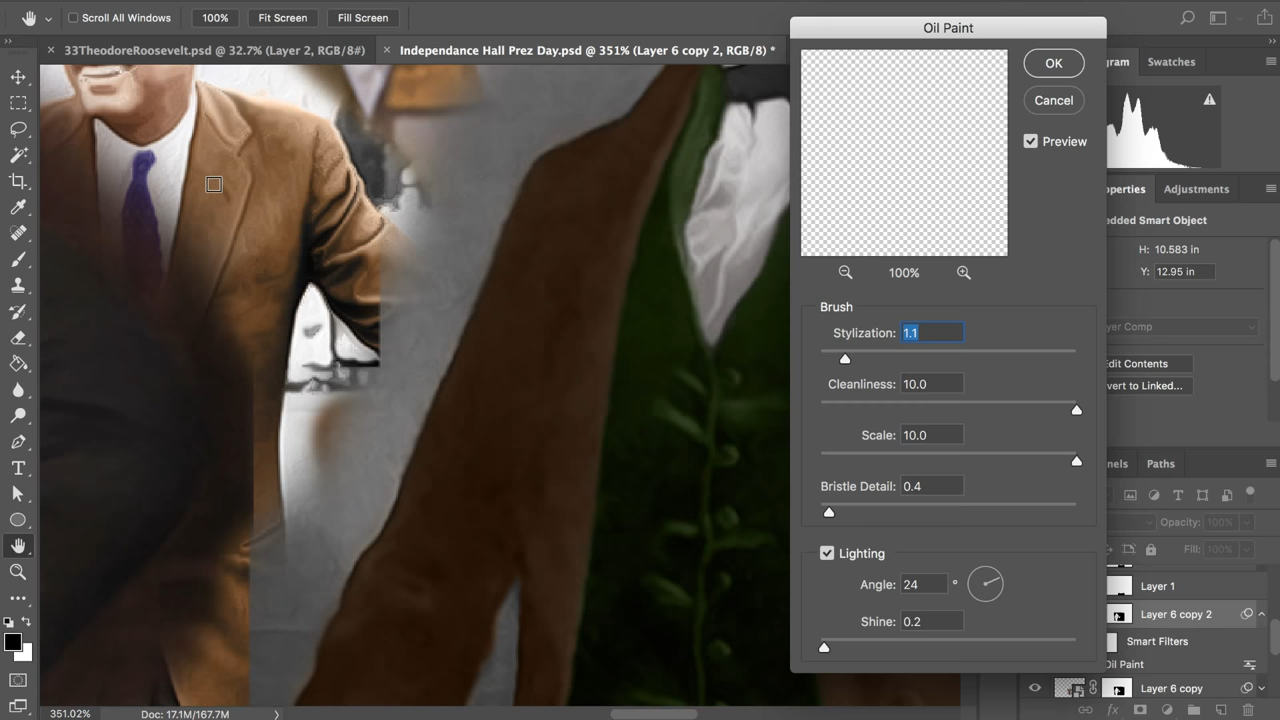 Scroll All Windows 100% Fit Screen Fill Screen
33TheodoreRoosevelt.psd @ 32.7% (Layer 2, RGB/8#)
Independance Hall Prez Day.psd @ 351% (Layer 6 copy 2, RGB/8) *
Oil Paint
OK
Cancel
Preview
100%
Brush
Stylization: 1.1
Cleanliness: 10.0
Scale: 10.0
Bristle Detail: 0.4
Lighting
Angle: 24 °
Shine: 0.2
gram Swatches
operties Adjustments
edded Smart Object
H: 10.583 in
Y: 12.95 in
yer Comp
Edit Contents
vert to Linked...
nels Paths
Opacity: 100%
Fill: 100%
Layer 1
Layer 6 copy 2
Smart Filters
Oil Paint
Layer 6 copy
fx
351.02% Doc: 17.1M/167.7M